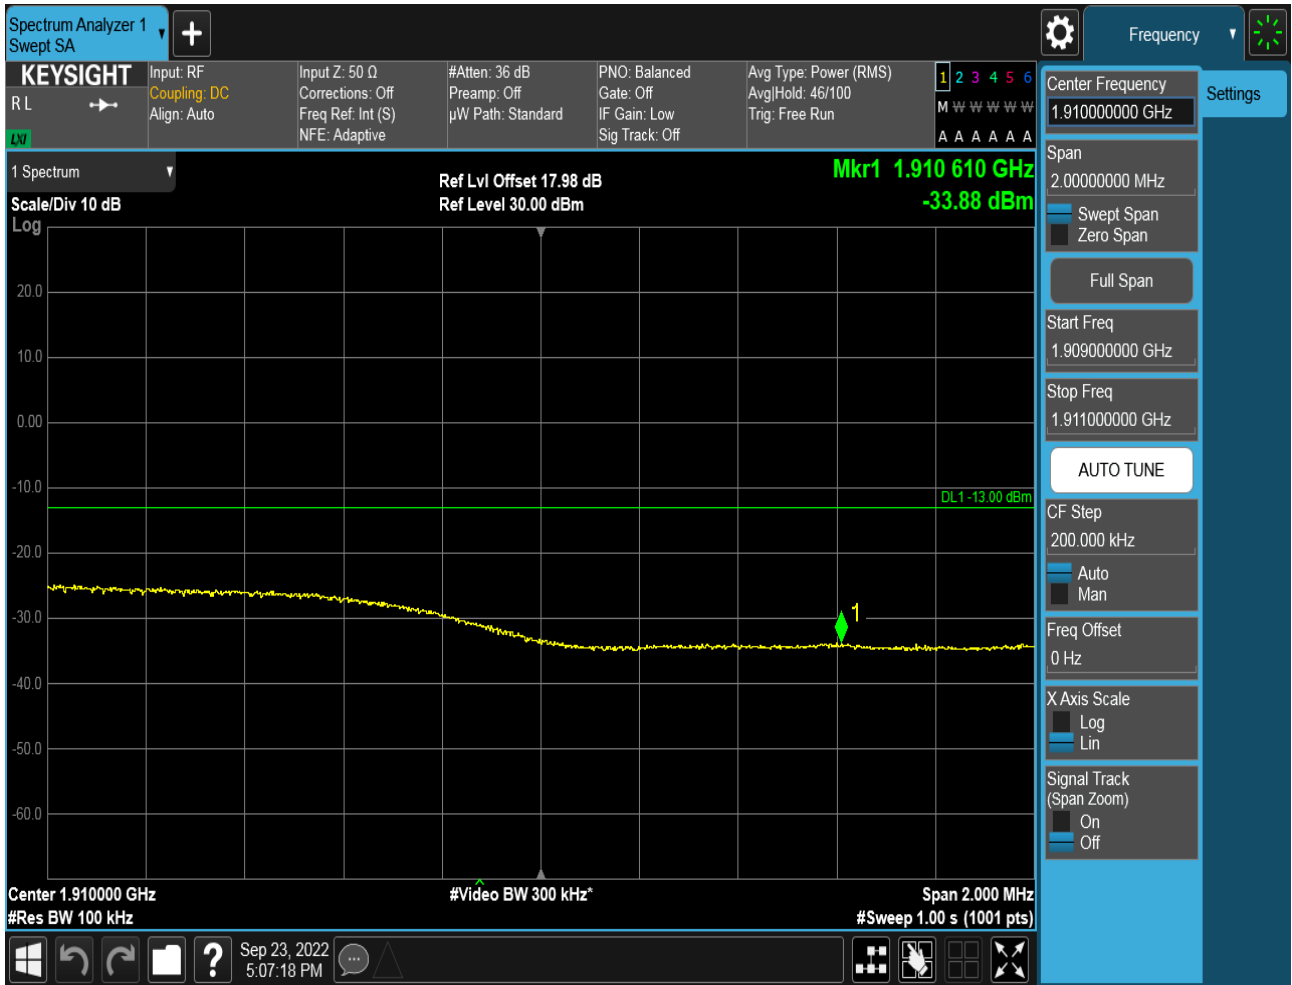 Spectrum Analyzer 1
Swept SA
+
Frequency
KEYSIGHT
R L
LXI
Input: RF
Coupling: DC
Align: Auto
Input Z: 50 Ω
Corrections: Off
Freq Ref: Int (S)
NFE: Adaptive
#Atten: 36 dB
Preamp: Off
µW Path: Standard
PNO: Balanced
Gate: Off
IF Gain: Low
Sig Track: Off
Avg Type: Power (RMS)
Avg|Hold: 46/100
Trig: Free Run
1 2 3 4 5 6
M W W W W W
A A A A A A
1 Spectrum
Scale/Div 10 dB
Log
Ref Lvl Offset 17.98 dB
Ref Level 30.00 dBm
Mkr1 1.910 610 GHz
-33.88 dBm
20.0
10.0
0.00
-10.0
DL1 -13.00 dBm
-20.0
-30.0
1
-40.0
-50.0
-60.0
Center 1.910000 GHz
#Video BW 300 kHz*
Span 2.000 MHz
#Res BW 100 kHz
#Sweep 1.00 s (1001 pts)
Center Frequency
1.910000000 GHz
Settings
Span
2.00000000 MHz
Swept Span
Zero Span
Full Span
Start Freq
1.909000000 GHz
Stop Freq
1.911000000 GHz
AUTO TUNE
CF Step
200.000 kHz
Auto
Man
Freq Offset
0 Hz
X Axis Scale
Log
Lin
Signal Track
(Span Zoom)
On
Off
?
Sep 23, 2022
5:07:18 PM